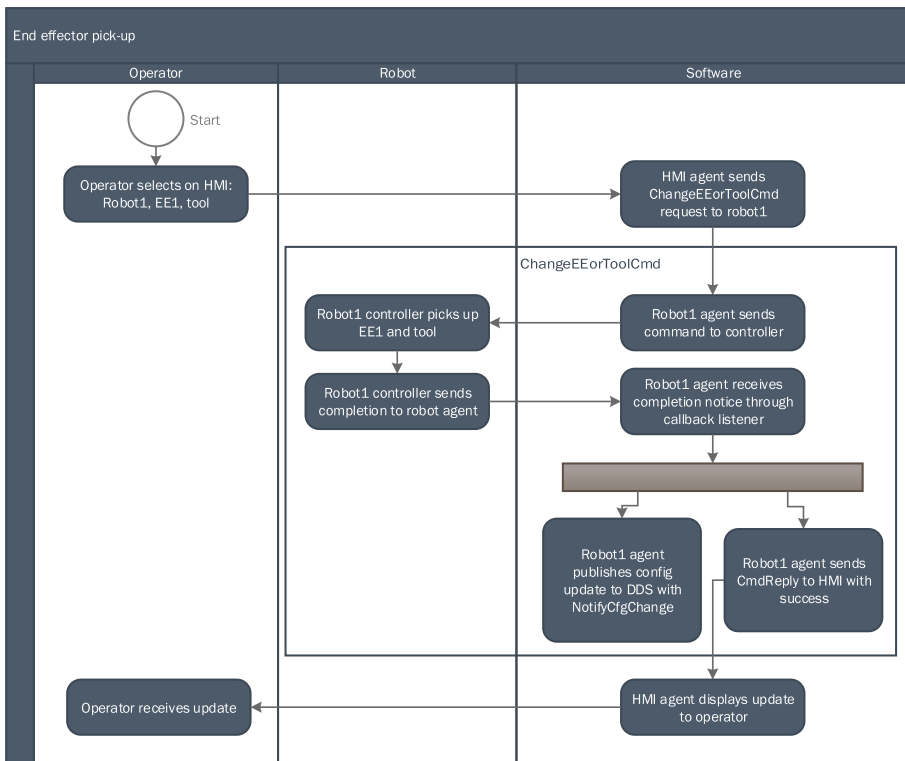 End effector pick-up
Operator
Robot
Software
Start
Operator selects on HMI:
Robot1, EE1, tool
HMI agent sends
ChangeEEorToolCmd
request to robot1
ChangeEEorToolCmd
Robot1 controller picks up
EE1 and tool
Robot1 agent sends
command to controller
Robot1 controller sends
completion to robot agent
Robot1 agent receives
completion notice through
callback listener
Robot1 agent
publishes config
update to DDS with
NotifyCfgChange
Robot1 agent sends
CmdReply to HMI with
success
Operator receives update
HMI agent displays update
to operator